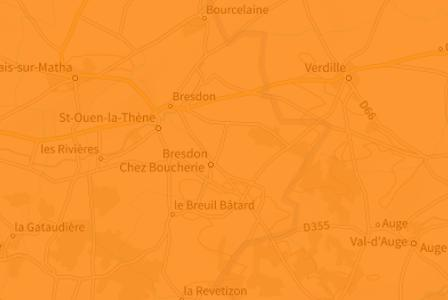 Bourcelaine
ais-sur-Matha
Verdille
Bresdon
D66
St-Ouen-la-Thène
les Rivières
Bresdon
Chez Boucherie
le Breuil Bâtard
la Gataudière
D355
Auge
Val-d'Auge
Auge
la Revetizon